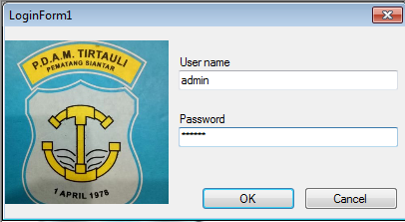 LoginForm1
P.D.A.M. TIRTAULI
PEMATANG SIANTAR
1 APRIL 1976
User name
admin
Password
******
OK
Cancel